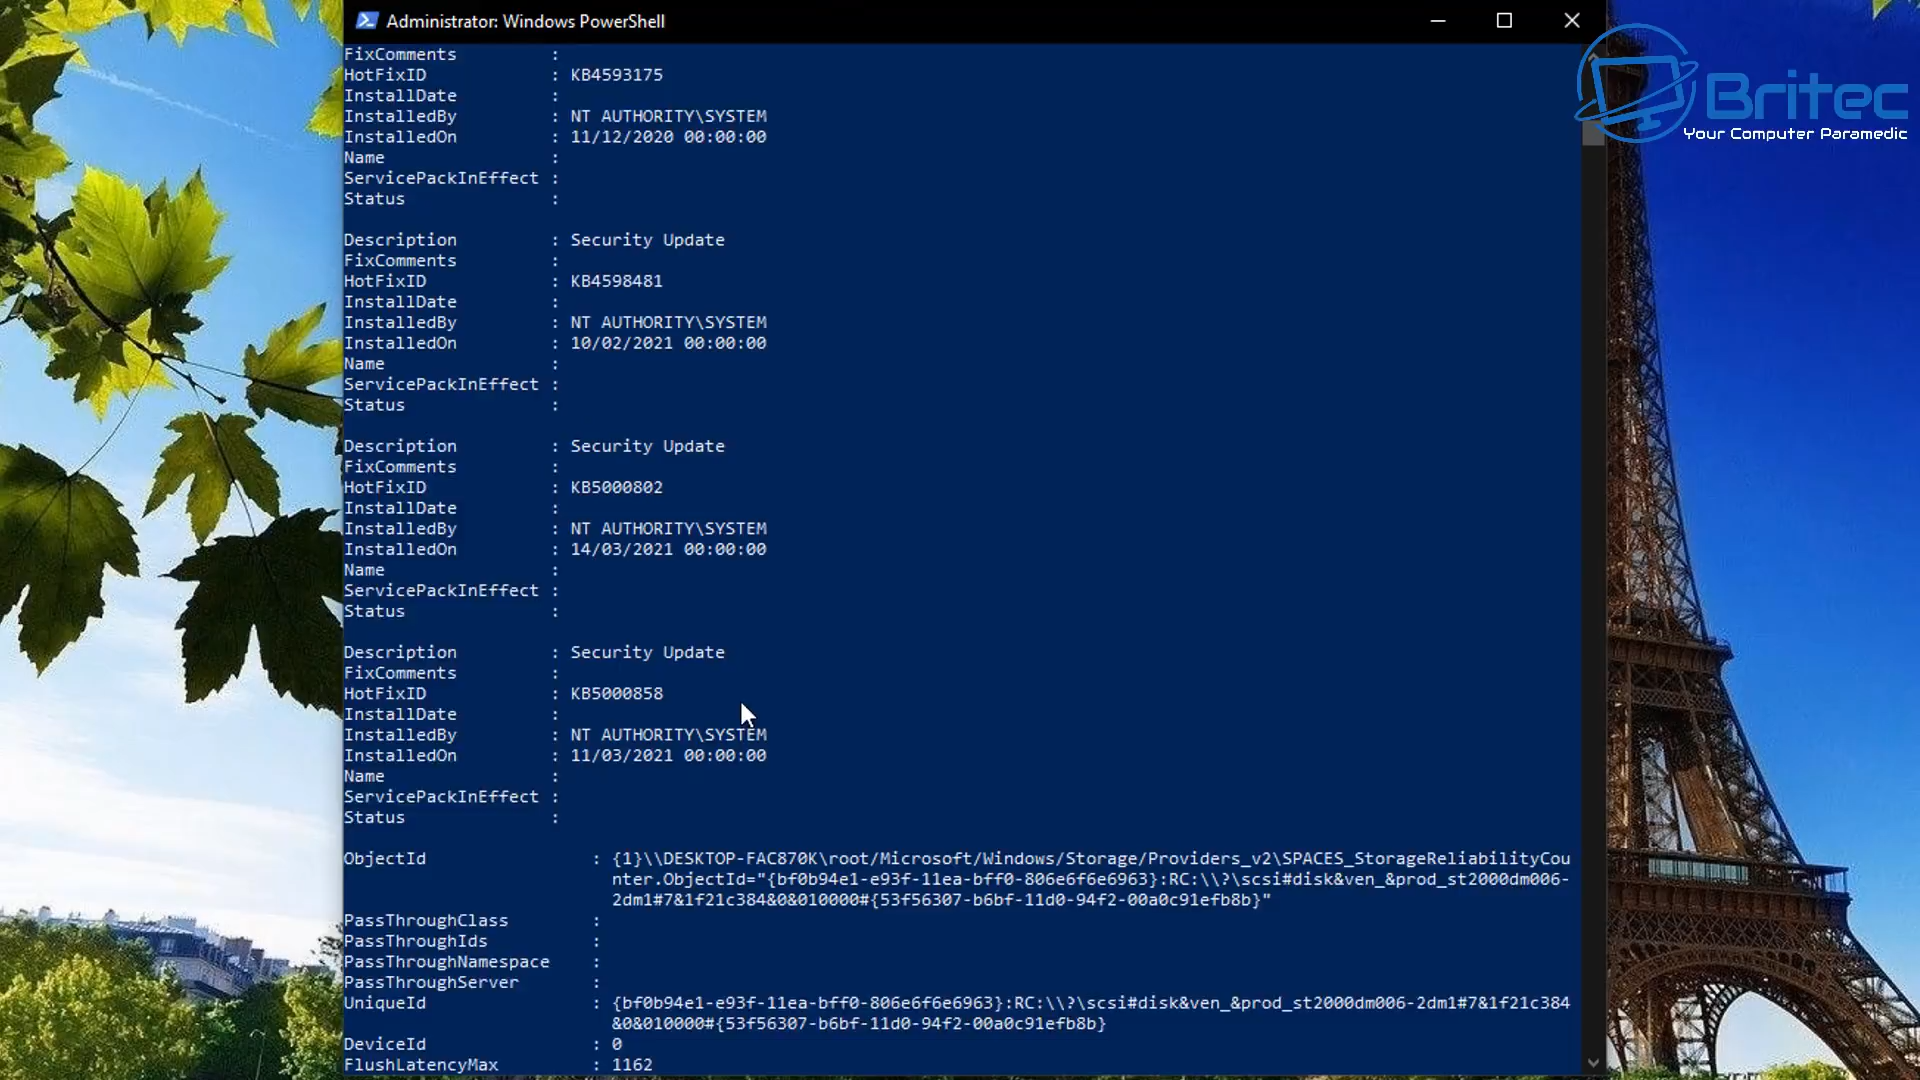 Administrator: Windows PowerShell
FixComments :
HotFixID : KB4593175
InstallDate :
InstalledBy : NT AUTHORITY\SYSTEM
InstalledOn : 11/12/2020 00:00:00
Name :
ServicePackInEffect :
Status :
Description : Security Update
FixComments :
HotFixID : KB4598481
InstallDate :
InstalledBy : NT AUTHORITY\SYSTEM
InstalledOn : 10/02/2021 00:00:00
Name :
ServicePackInEffect :
Status :
Description : Security Update
FixComments :
HotFixID : KB5000802
InstallDate :
InstalledBy : NT AUTHORITY\SYSTEM
InstalledOn : 14/03/2021 00:00:00
Name :
ServicePackInEffect :
Status :
Description : Security Update
FixComments :
HotFixID : KB5000858
InstallDate :
InstalledBy : NT AUTHORITY\SYSTEM
InstalledOn : 11/03/2021 00:00:00
Name :
ServicePackInEffect :
Status :
ObjectId : {1}\\DESKTOP-FAC870K\root/Microsoft/Windows/Storage/Providers_v2\SPACES_StorageReliabilityCou
nter.ObjectId="{bf0b94e1-e93f-11ea-bff0-806e6f6e6963}:RC:\\?\scsi#disk&ven_&prod_st2000dm006-
2dm1#7&1f21c384&0&010000#{53f56307-b6bf-11d0-94f2-00a0c91efb8b}"
PassThroughClass :
PassThroughIds :
PassThroughNamespace :
PassThroughServer :
UniqueId : {bf0b94e1-e93f-11ea-bff0-806e6f6e6963}:RC:\\?\scsi#disk&ven_&prod_st2000dm006-2dm1#7&1f21c384
&0&010000#{53f56307-b6bf-11d0-94f2-00a0c91efb8b}
DeviceId : 0
FlushLatencyMax : 1162
Britec
Your Computer Paramedic